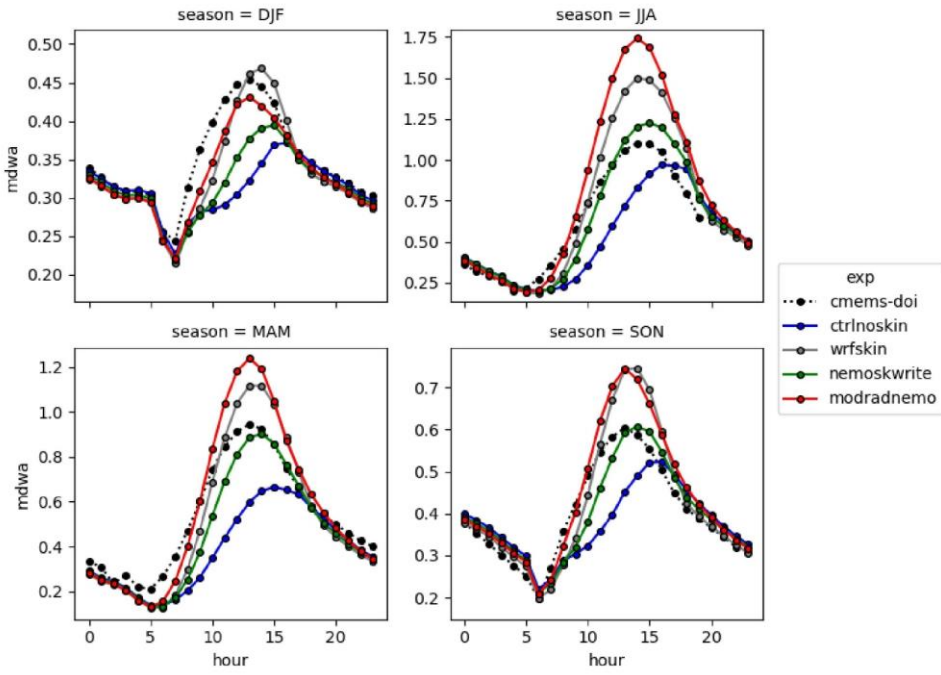 season = DJF
season = JJA
0.50
0.45
0.40
0.35
0.30
0.25
0.20
mdwa
1.75
1.50
1.25
1.00
0.75
0.50
0.25
season = MAM
season = SON
1.2
1.0
0.8
0.6
0.4
0.2
mdwa
0.7
0.6
0.5
0.4
0.3
0.2
0 5 10 15 20
hour
0 5 10 15 20
hour
exp
cmems-doi
ctrlnoskin
wrfskin
nemoskwrite
modradnemo